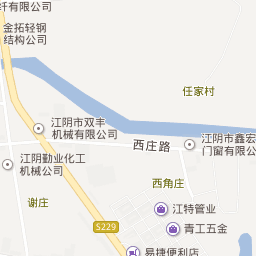 纤有限公司
金拓轻钢
结构公司
任家村
江阴市双丰
机械有限公司
西庄路
江阴市鑫宏
门窗有限公司
江阴勤业化工
机械公司
西角庄
谢庄
江特管业
青工五金
S229
易捷便利店